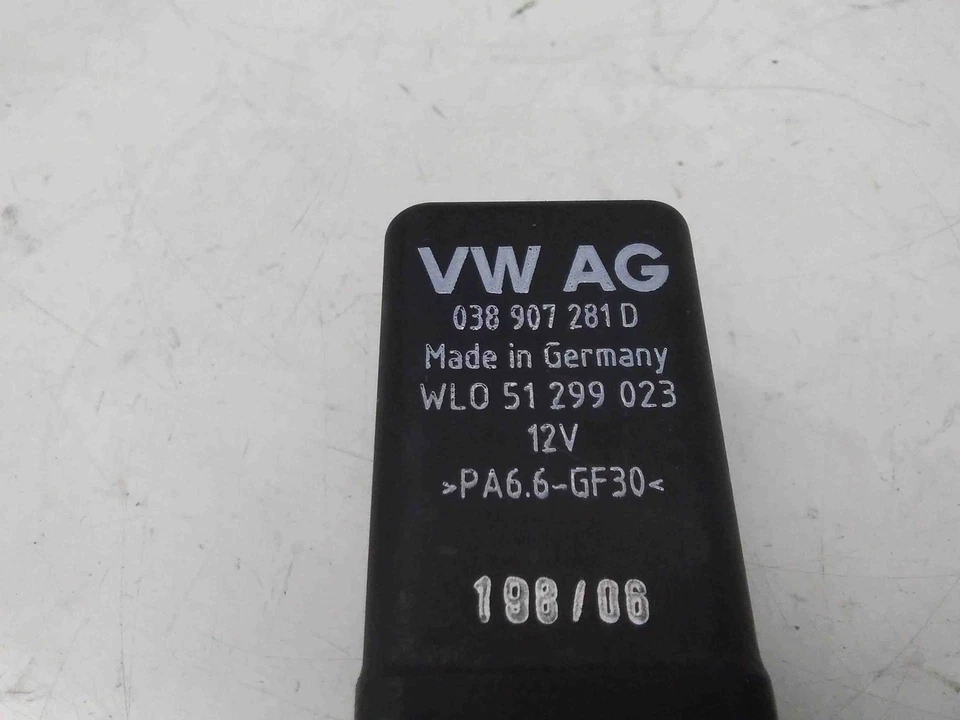 VW AG
038 907 281 D
Made in Germany
WLO 51 299 023
12V
>PA6.6-GF30<
198/06